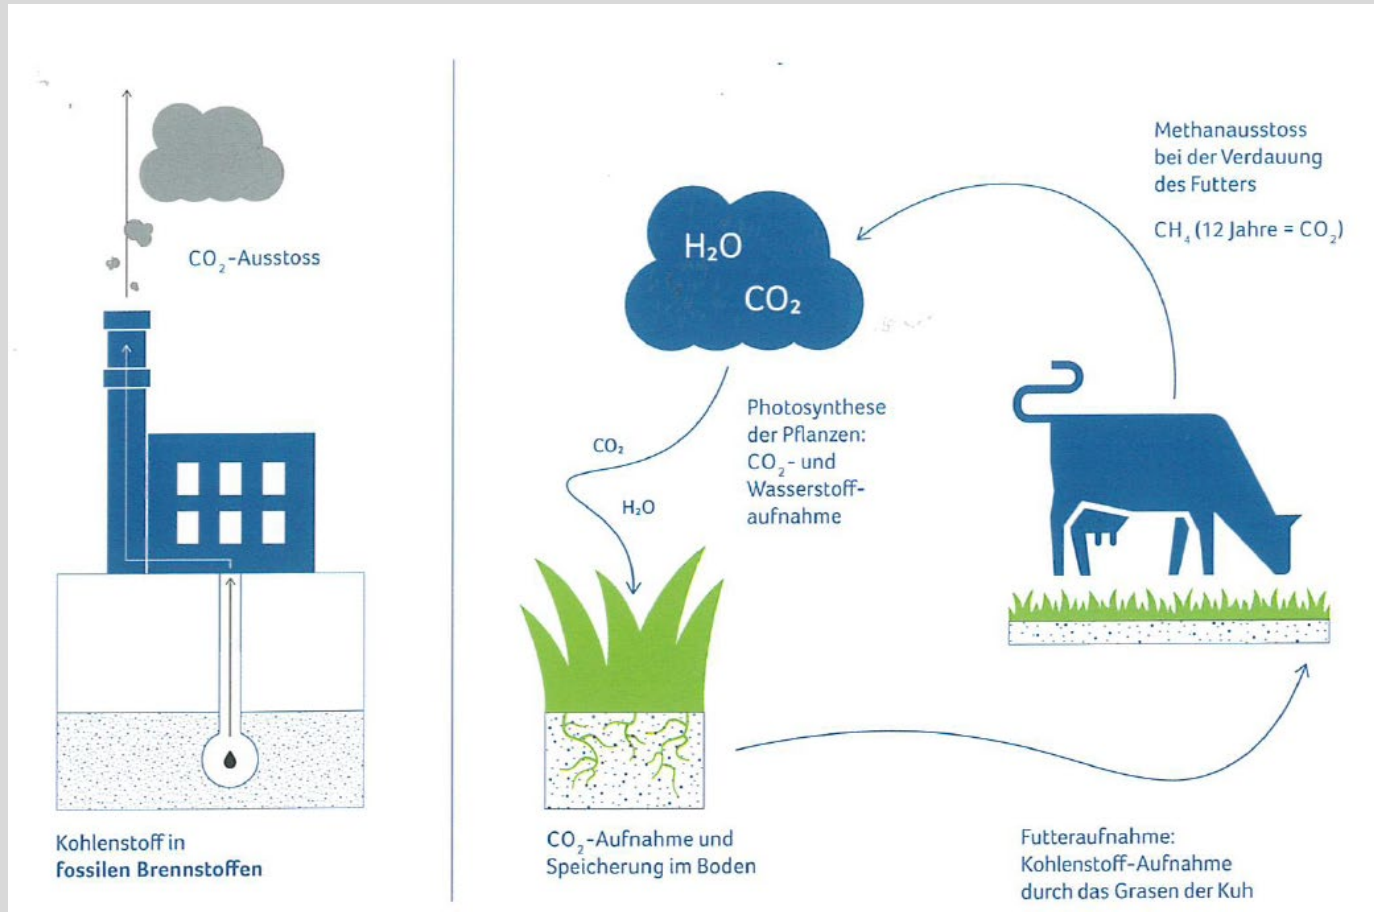 CO₂-Ausstoss
Kohlenstoff in
fossilen Brennstoffen
Methanausstoss
bei der Verdauung
des Futters
CH₄ (12 Jahre = CO₂)
H₂O
CO₂
Photosynthese
der Pflanzen:
CO₂- und
Wasserstoff-
aufnahme
CO₂
H₂O
CO₂-Aufnahme und
Speicherung im Boden
Futteraufnahme:
Kohlenstoff-Aufnahme
durch das Grasen der Kuh